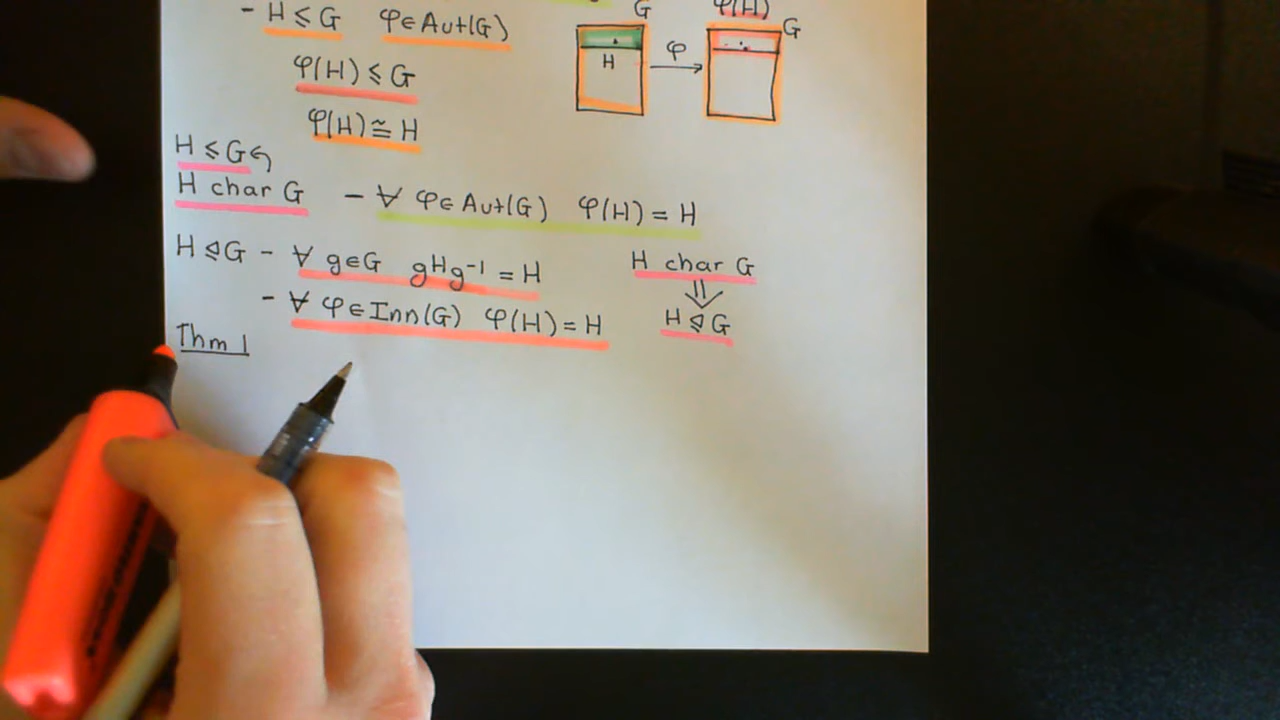 - H ≤ G φ∈Aut(G)
φ(H) ≤ G
φ(H) ≅ H
G φ(H) G
H φ
H ≤ G
H char G - ∀ φ∈Aut(G) φ(H) = H
H ⊴ G - ∀ g∈G gHg⁻¹ = H
- ∀ φ∈Inn(G) φ(H) = H
H char G
⇓
H ⊴ G
Thm 1